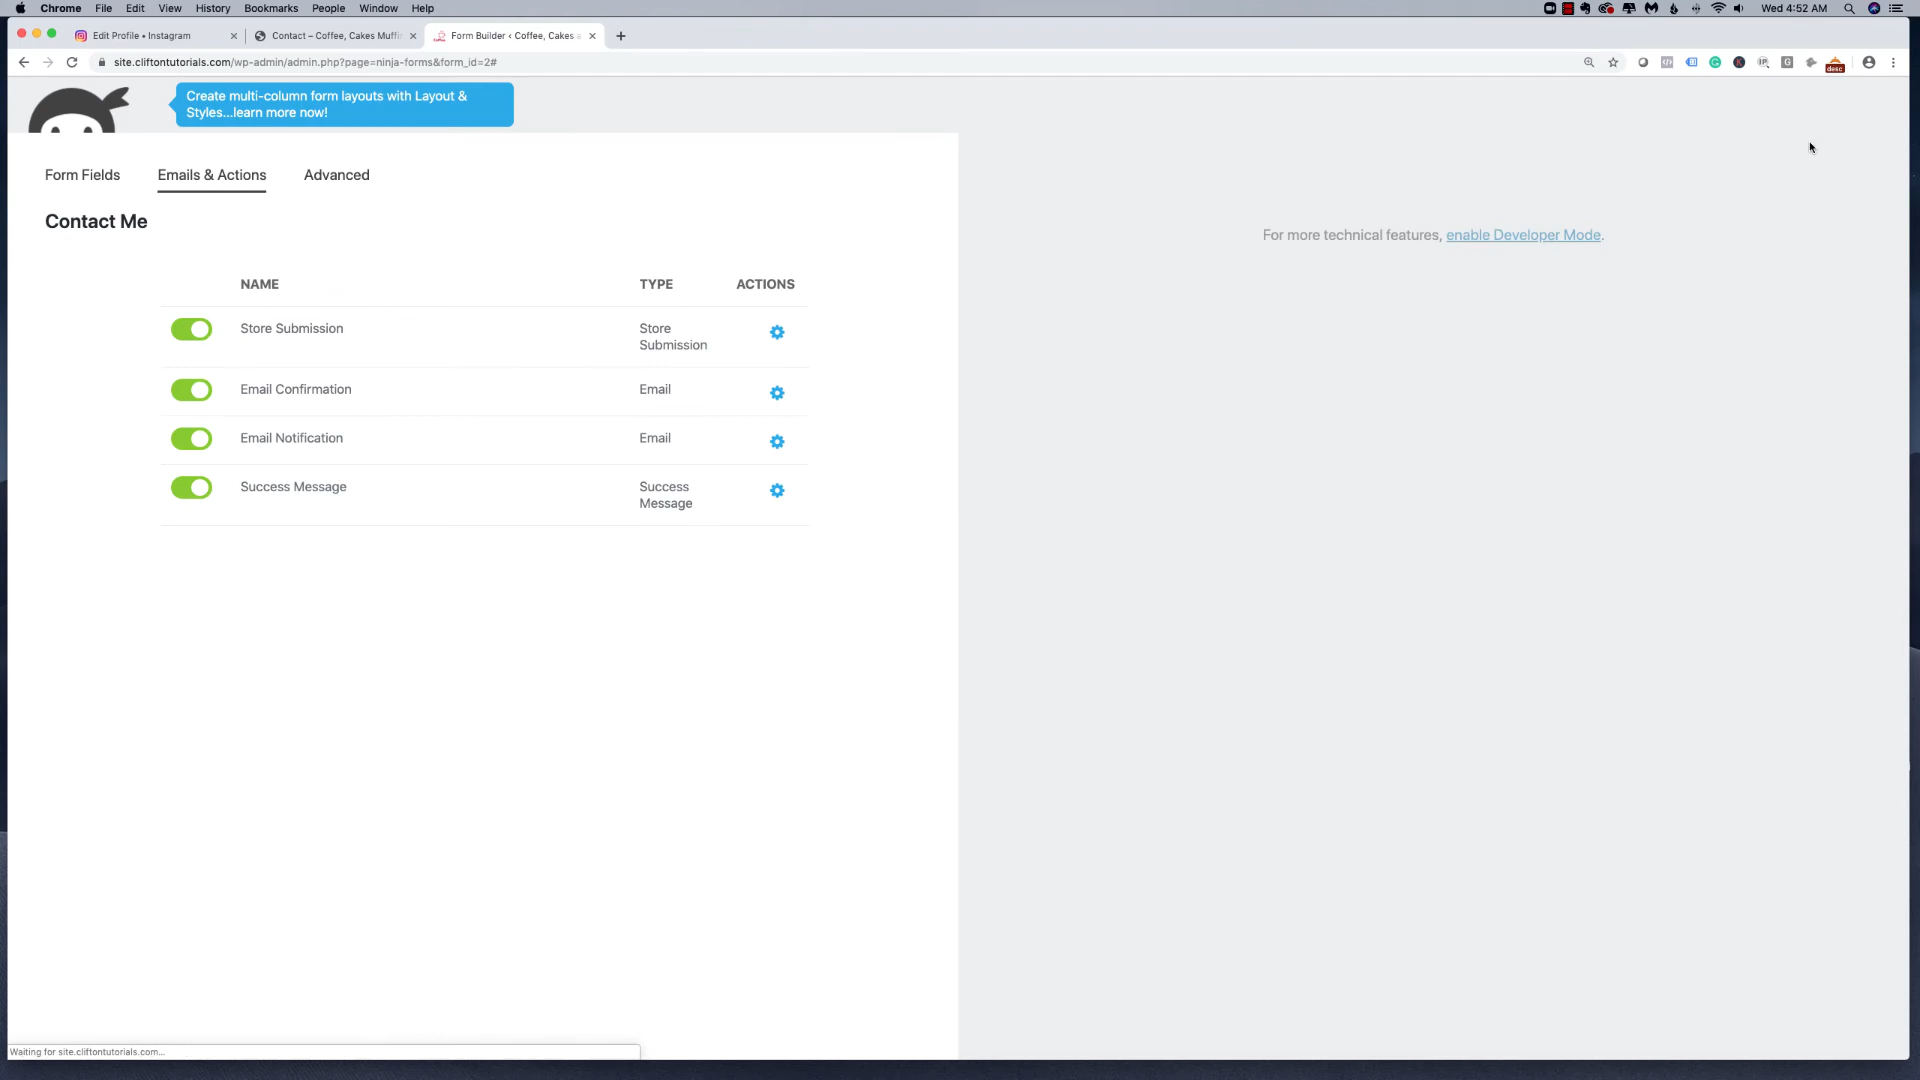 Chrome File Edit View History Bookmarks People Window Help
Wed 4:52 AM
Edit Profile • Instagram
Contact – Coffee, Cakes Muffi
Form Builder ‹ Coffee, Cakes
site.cliftontutorials.com/wp-admin/admin.php?page=ninja-forms&form_id=2#
desc
Create multi-column form layouts with Layout &
Styles...learn more now!
Form Fields Emails & Actions Advanced
Contact Me
For more technical features, enable Developer Mode.
NAME TYPE ACTIONS
Store Submission Store
Submission
Email Confirmation Email
Email Notification Email
Success Message Success
Message
Waiting for site.cliftontutorials.com...